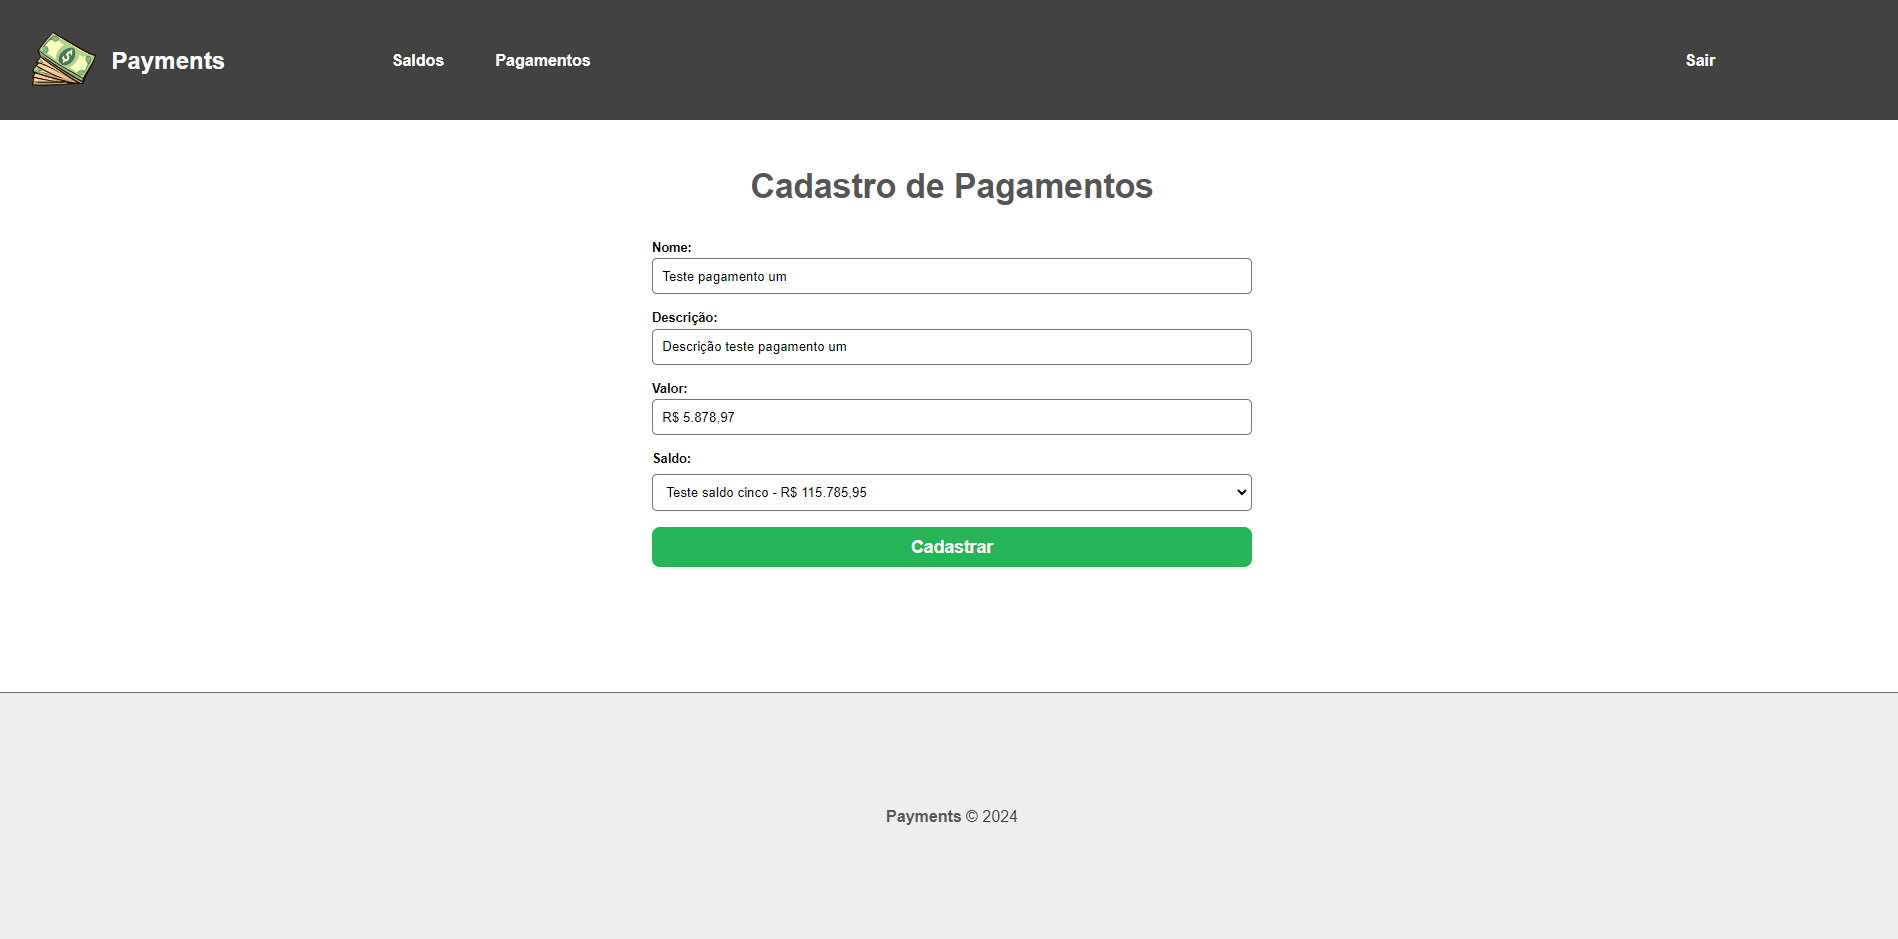 Payments
Saldos
Pagamentos
Sair
Cadastro de Pagamentos
Nome:
Teste pagamento um
Descrição:
Descrição teste pagamento um
Valor:
R$ 5.878,97
Saldo:
Teste saldo cinco - R$ 115.785,95
Cadastrar
Payments © 2024